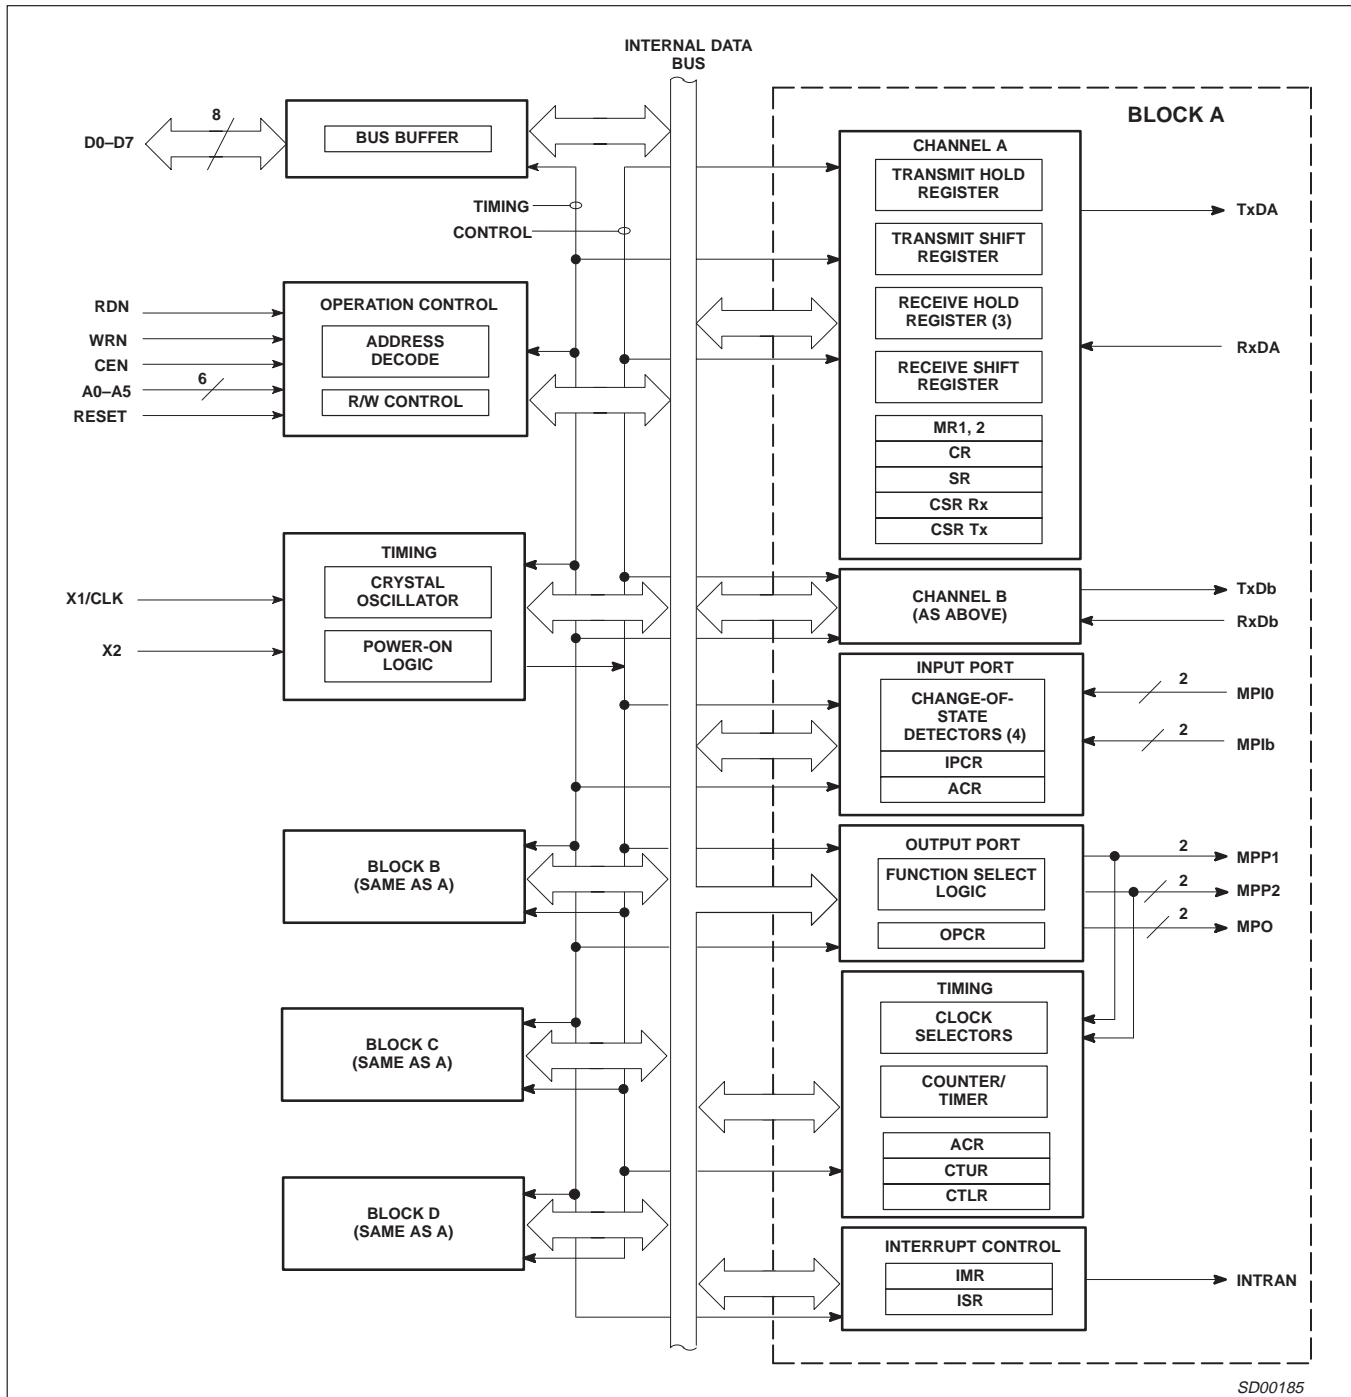 INTERNAL DATA
BUS
D0–D7
8
BUS BUFFER
TIMING
CONTROL
RDN
WRN
CEN
A0–A5
6
RESET
OPERATION CONTROL
ADDRESS
DECODE
R/W CONTROL
X1/CLK
X2
TIMING
CRYSTAL
OSCILLATOR
POWER-ON
LOGIC
BLOCK B
(SAME AS A)
BLOCK C
(SAME AS A)
BLOCK D
(SAME AS A)
BLOCK A
CHANNEL A
TRANSMIT HOLD
REGISTER
TRANSMIT SHIFT
REGISTER
RECEIVE HOLD
REGISTER (3)
RECEIVE SHIFT
REGISTER
MR1, 2
CR
SR
CSR Rx
CSR Tx
TxDA
RxDA
CHANNEL B
(AS ABOVE)
TxDb
RxDb
INPUT PORT
CHANGE-OF-
STATE
DETECTORS (4)
IPCR
ACR
2
MPI0
2
MPIb
OUTPUT PORT
FUNCTION SELECT
LOGIC
OPCR
2
MPP1
2
MPP2
2
MPO
TIMING
CLOCK
SELECTORS
COUNTER/
TIMER
ACR
CTUR
CTLR
INTERRUPT CONTROL
IMR
ISR
INTRAN
SD00185